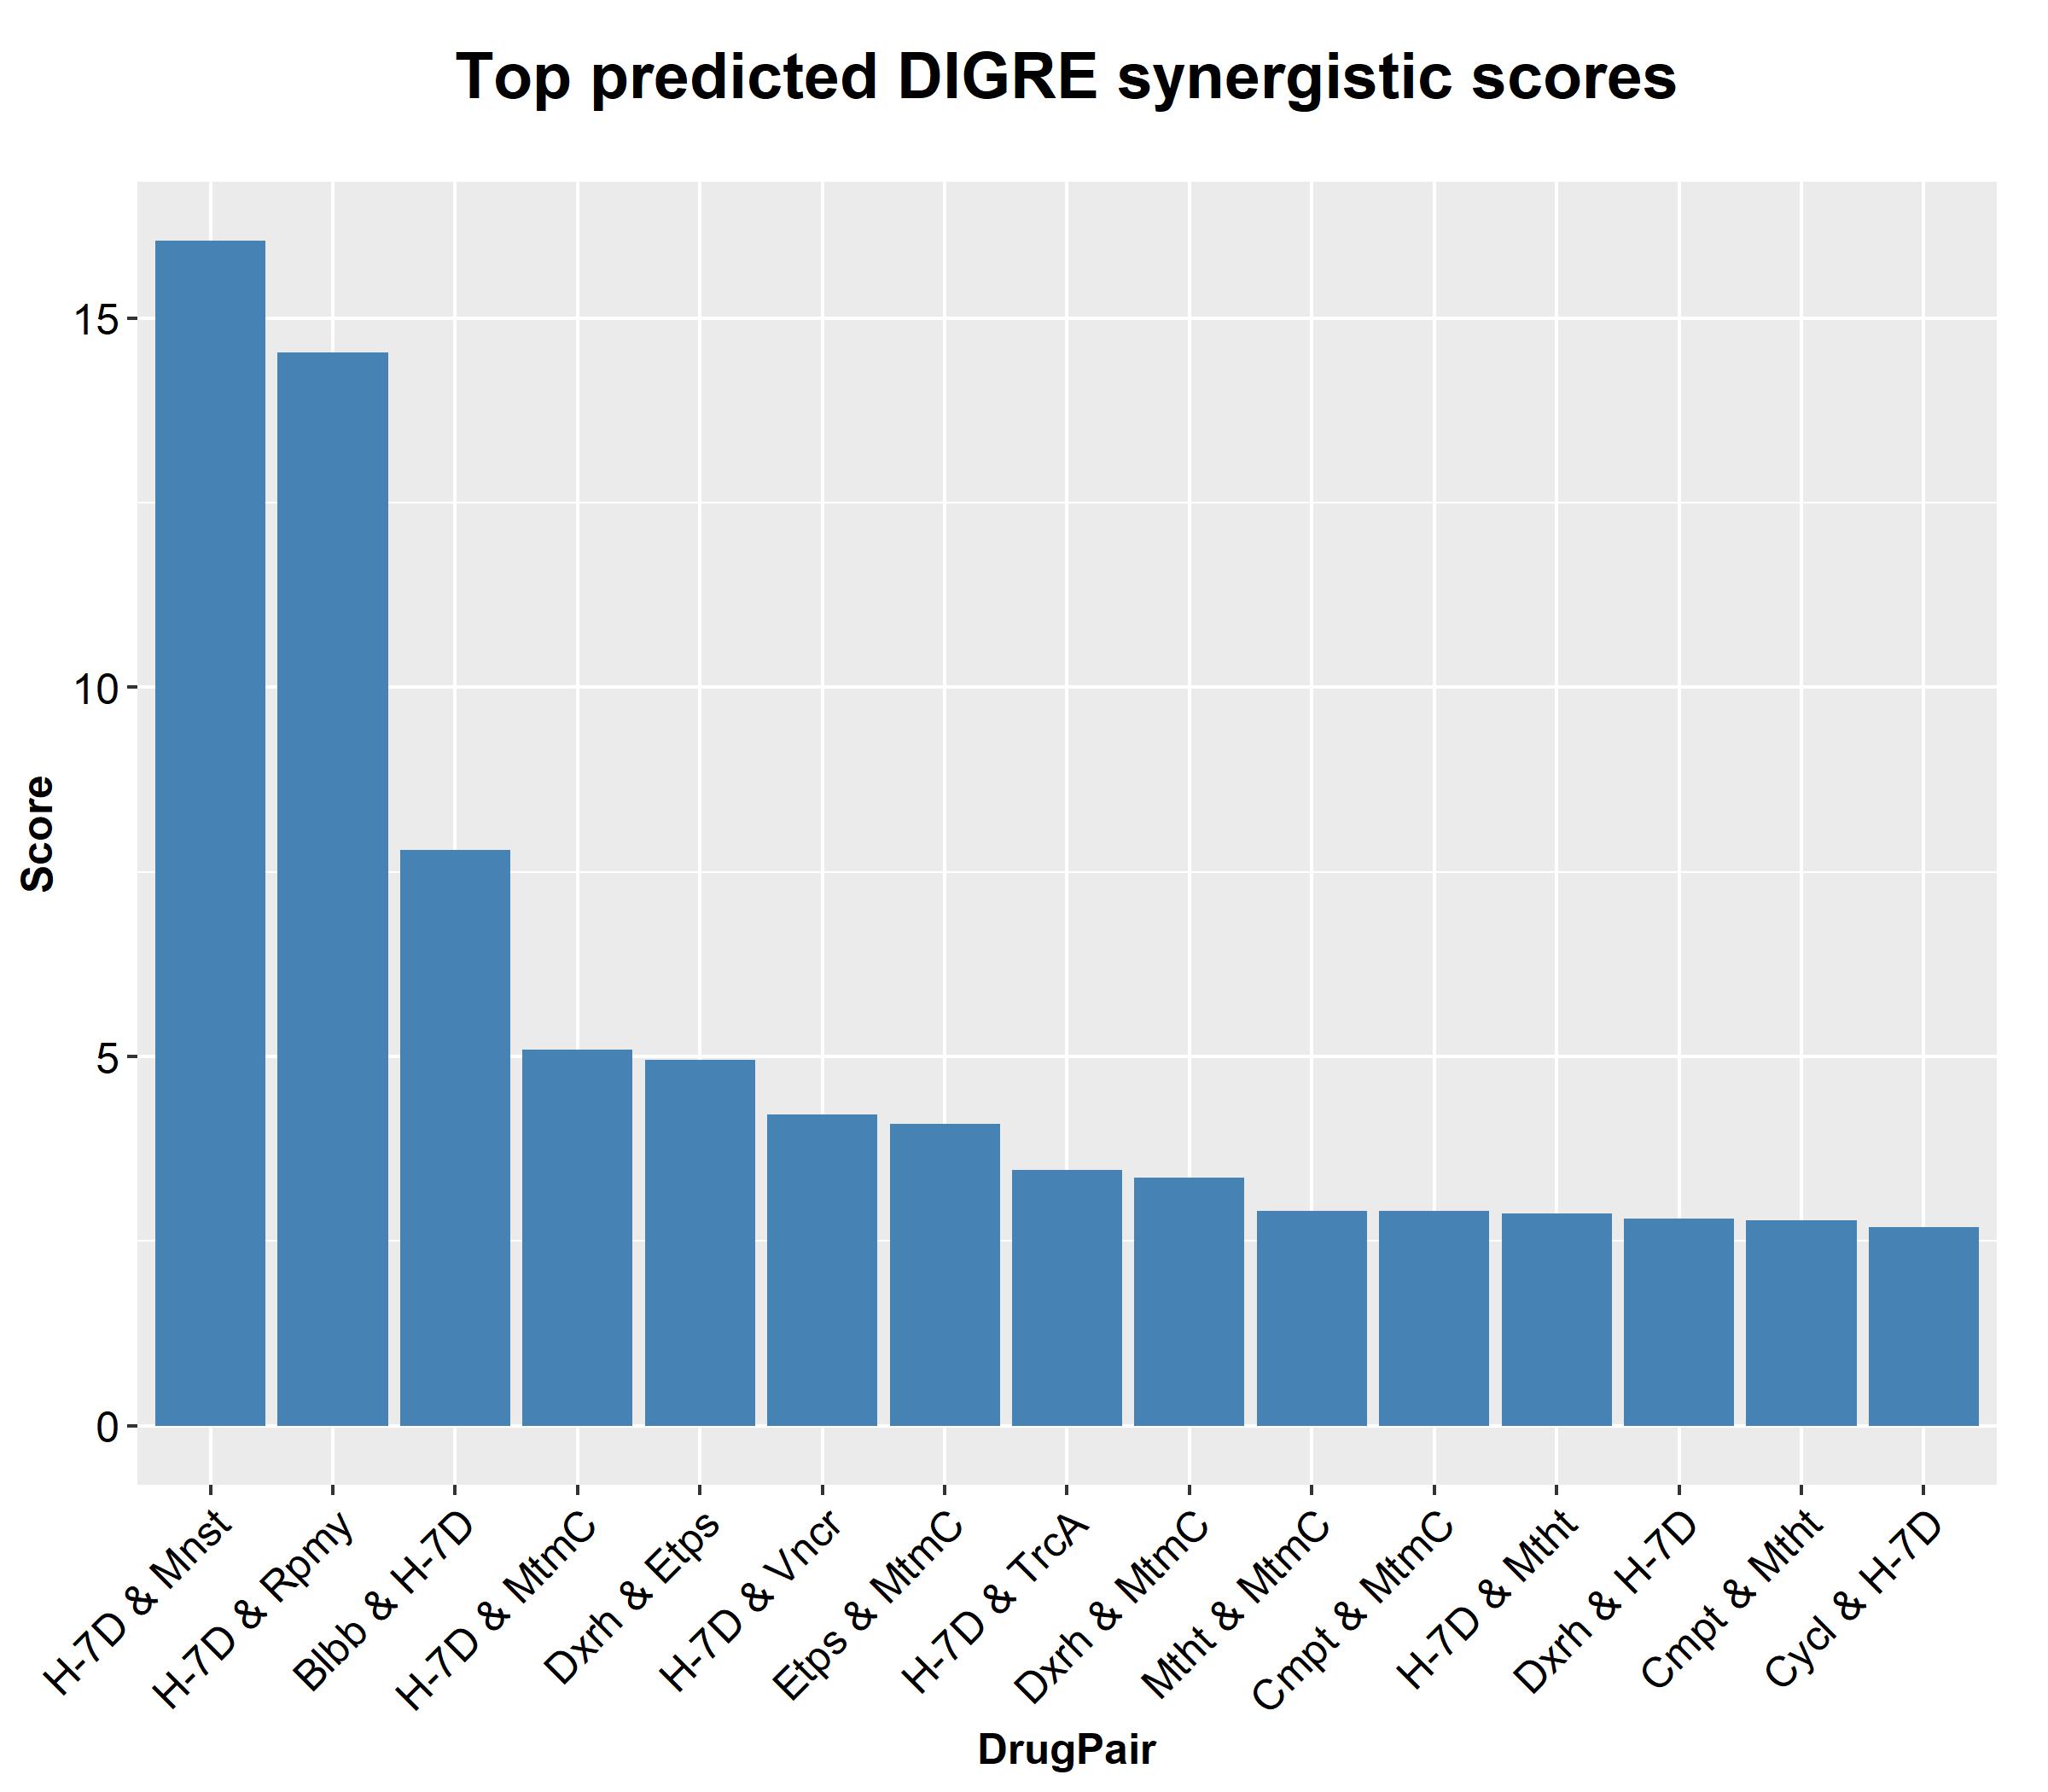 Top predicted DIGRE synergistic scores
Score
15
10
5
0
H-7D & Mnst
H-7D & Rpmy
Blbb & H-7D
H-7D & MtmC
Dxrh & Etps
H-7D & Vncr
Etps & MtmC
H-7D & TrcA
Dxrh & MtmC
Mtht & MtmC
Cmpt & MtmC
H-7D & Mtht
Dxrh & H-7D
Cmpt & Mtht
Cycl & H-7D
DrugPair